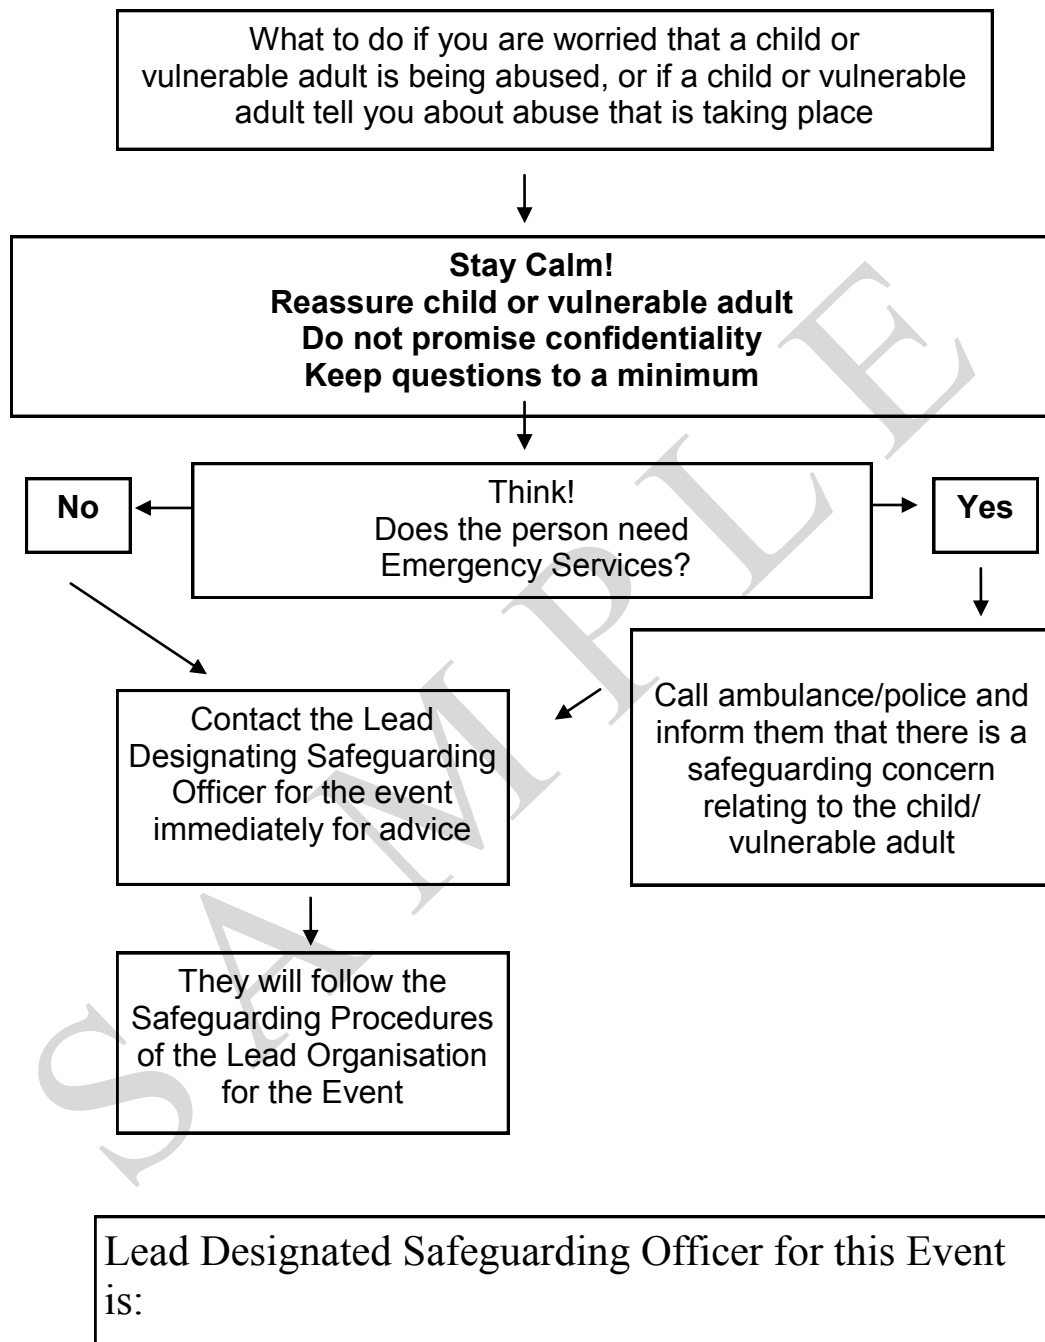 What to do if you are worried that a child or
vulnerable adult is being abused, or if a child or vulnerable
adult tell you about abuse that is taking place
Stay Calm!
Reassure child or vulnerable adult
Do not promise confidentiality
Keep questions to a minimum
No
Think!
Does the person need
Emergency Services?
Yes
Contact the Lead
Designating Safeguarding
Officer for the event
immediately for advice
Call ambulance/police and
inform them that there is a
safeguarding concern
relating to the child/
vulnerable adult
They will follow the
Safeguarding Procedures
of the Lead Organisation
for the Event
SAMPLE
Lead Designated Safeguarding Officer for this Event
is: